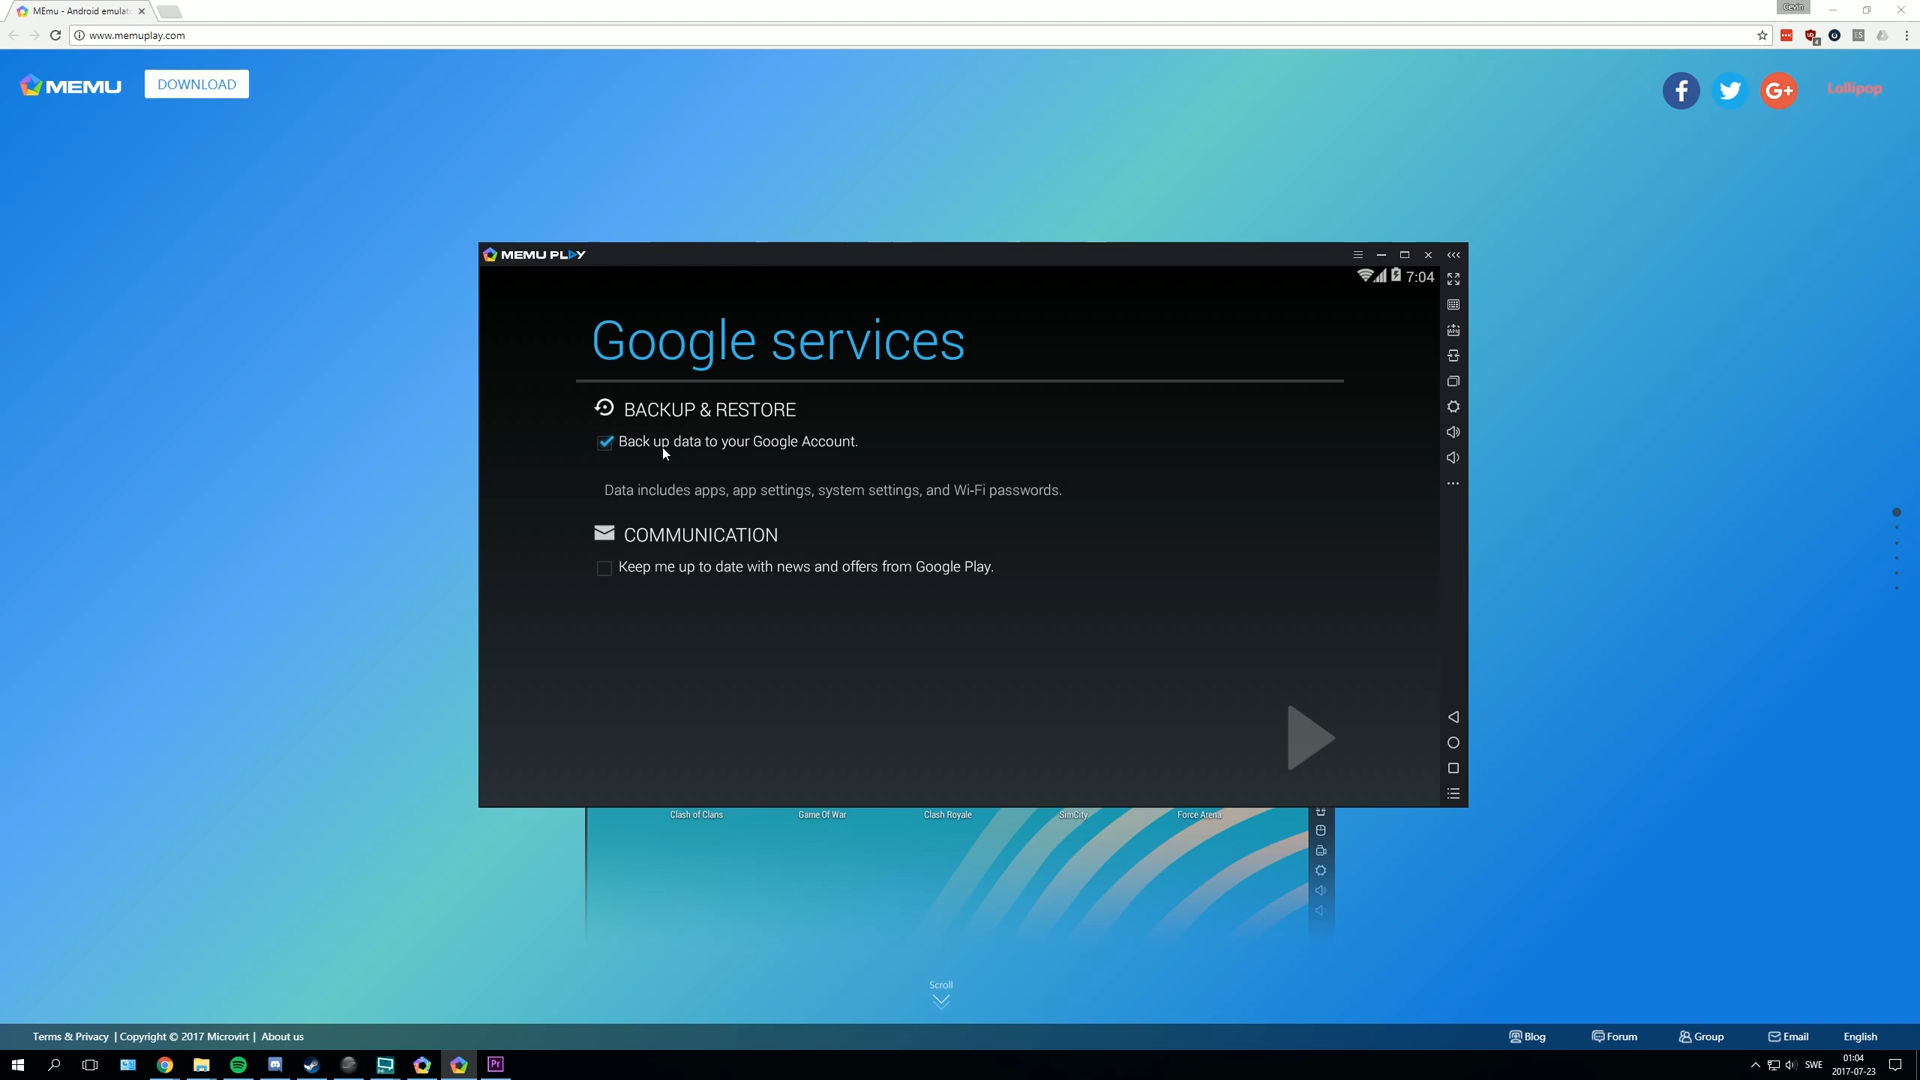 MEmu - Android emulat
Cevin
www.memuplay.com
MEMU
DOWNLOAD
Lollipop
MEMU PLAY
7:04
Google services
BACKUP & RESTORE
Back up data to your Google Account.
Data includes apps, app settings, system settings, and Wi-Fi passwords.
COMMUNICATION
Keep me up to date with news and offers from Google Play.
Clash of Clans
Game Of War
Clash Royale
SimCity
Force Arena
Scroll
Terms & Privacy | Copyright © 2017 Microvirt | About us
Blog
Forum
Group
Email
English
SWE
01:04
2017-07-23